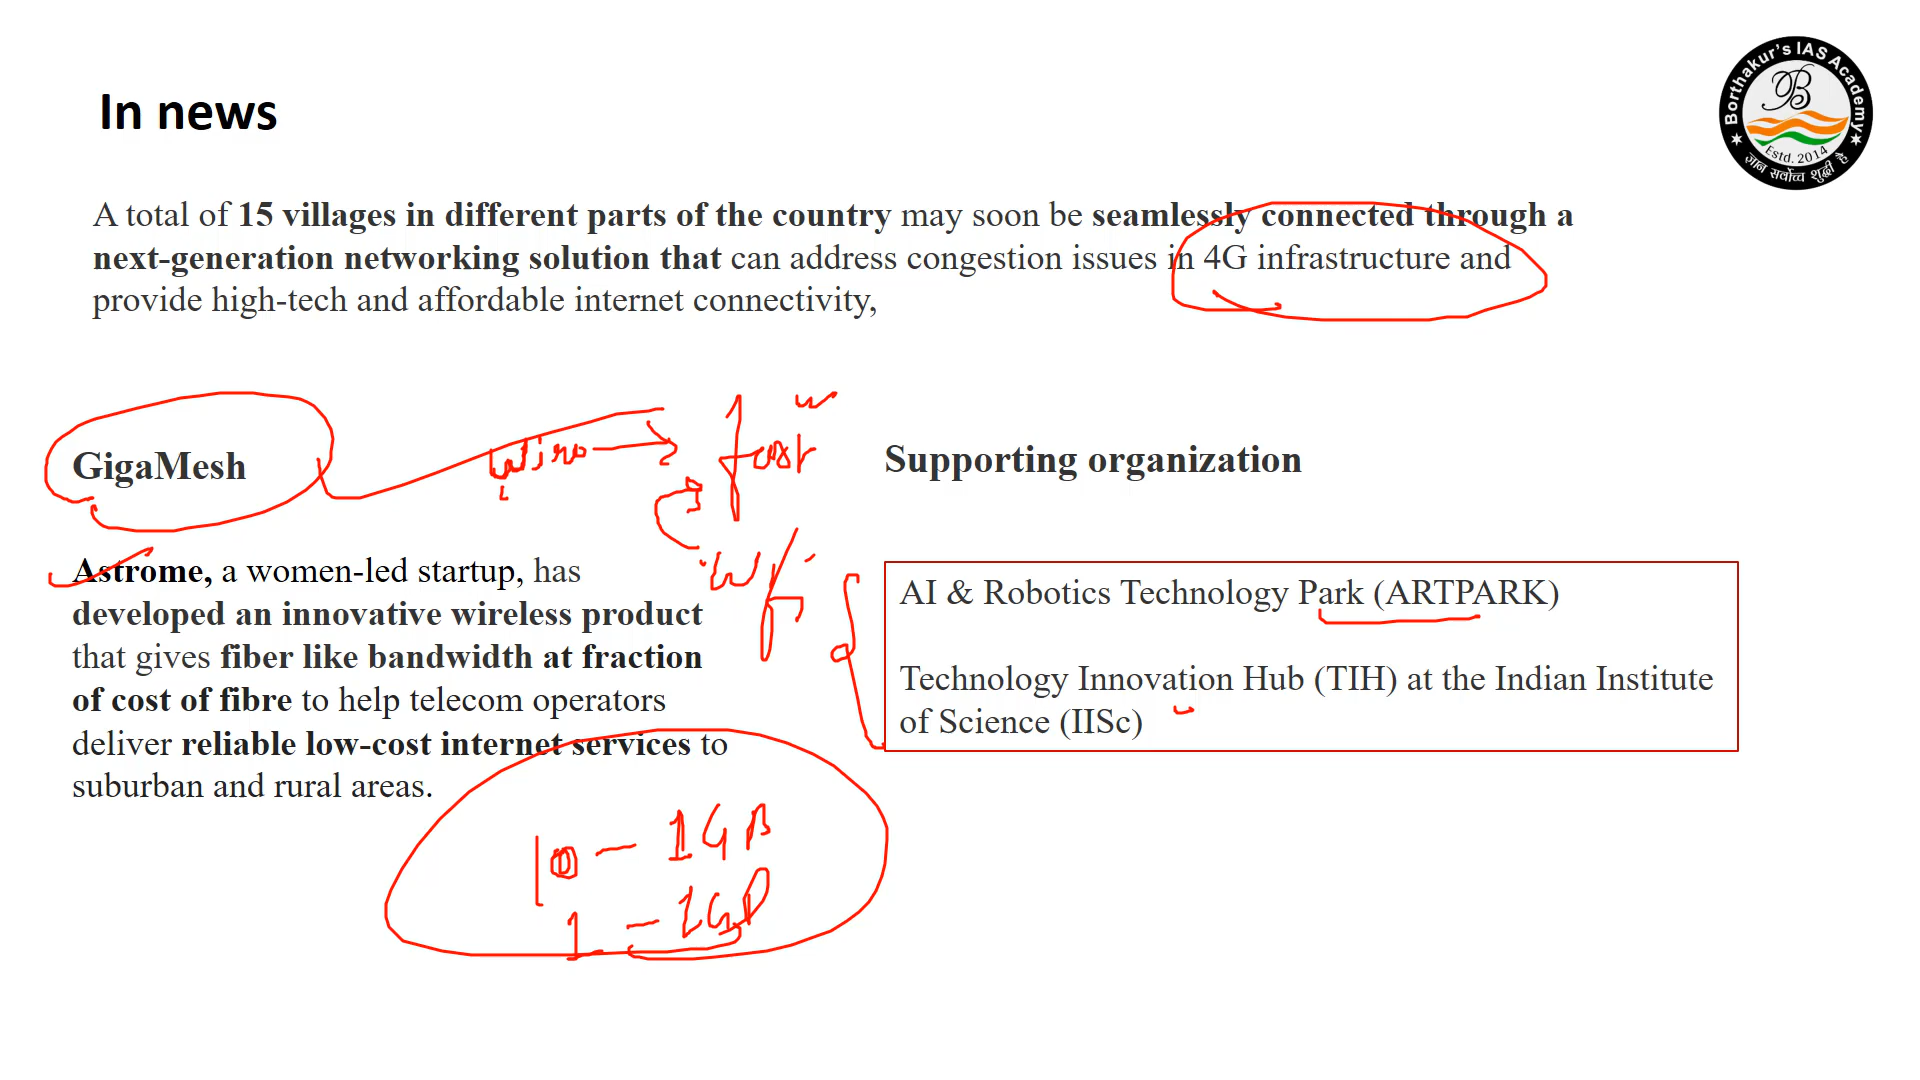 In news
Borthakur's IAS Academy
B
Estd. 2014
ज्ञान सर्वोच्च शुद्धी है
A total of 15 villages in different parts of the country may soon be seamlessly connected through a
next-generation networking solution that can address congestion issues in 4G infrastructure and
provide high-tech and affordable internet connectivity,
GigaMesh
Astrome, a women-led startup, has
developed an innovative wireless product
that gives fiber like bandwidth at fraction
of cost of fibre to help telecom operators
deliver reliable low-cost internet services to
suburban and rural areas.
10 - 1GB
1 - 1GB
Supporting organization
AI & Robotics Technology Park (ARTPARK)
Technology Innovation Hub (TIH) at the Indian Institute
of Science (IISc)